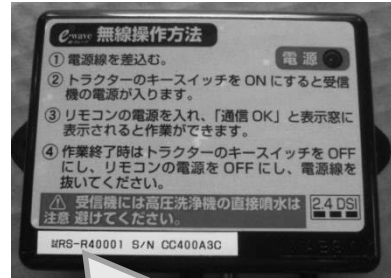 e-wave 無線操作方法
電源
① 電源線を差込む。
② トラクターのキースイッチを ON にすると受信
機の電源が入ります。
③ リモコンの電源を入れ、「通信 OK」と表示窓に
表示されると作業ができます。
④ 作業終了時はトラクターのキースイッチを OFF
にし、リモコンの電源を OFF にし、電源線を
抜いてください。
注意 受信機には高圧洗浄機の直接噴水は
避けてください。
2.4 DSI
MRS-R40001 S/N CC400A3C